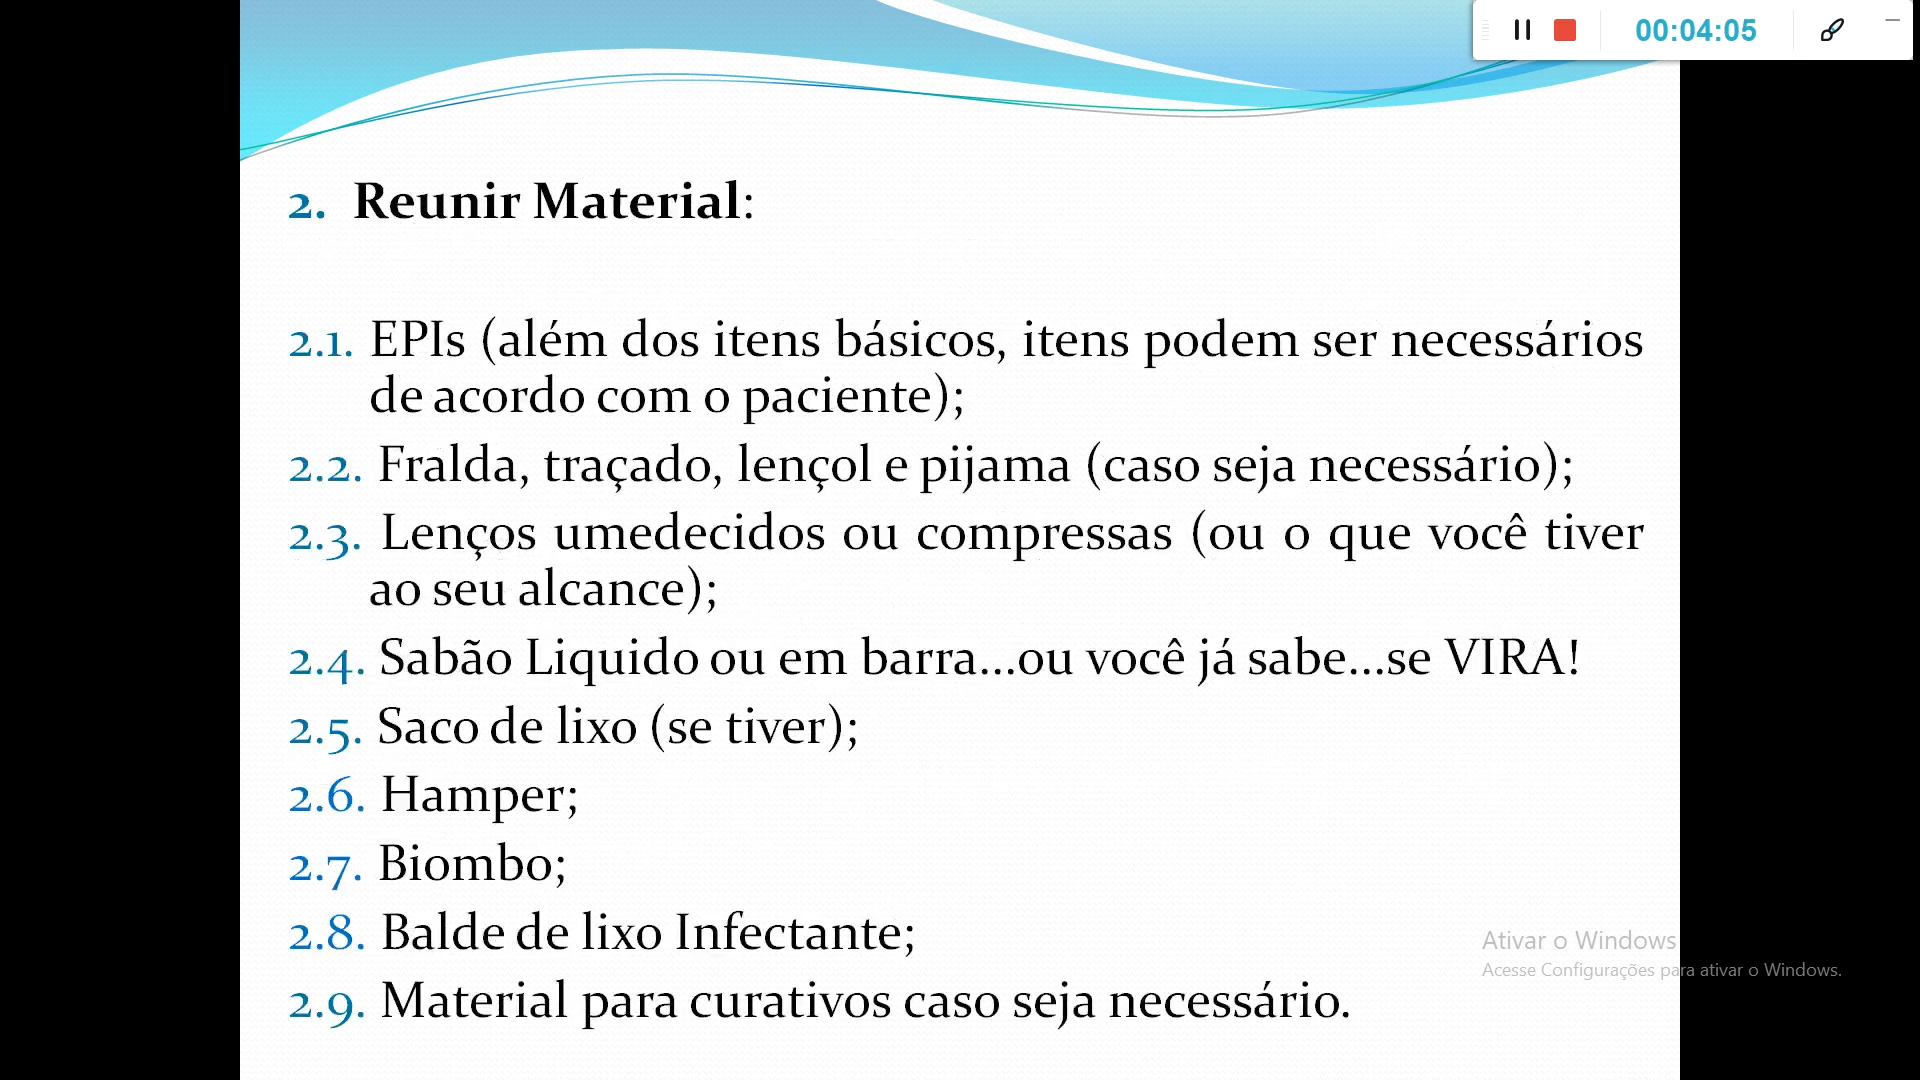 00:04:05
2. Reunir Material:
2.1. EPIs (além dos itens básicos, itens podem ser necessários
de acordo com o paciente);
2.2. Fralda, traçado, lençol e pijama (caso seja necessário);
2.3. Lenços umedecidos ou compressas (ou o que você tiver
ao seu alcance);
2.4. Sabão Liquido ou em barra...ou você já sabe...se VIRA!
2.5. Saco de lixo (se tiver);
2.6. Hamper;
2.7. Biombo;
2.8. Balde de lixo Infectante;
2.9. Material para curativos caso seja necessário.
Ativar o Windows
Acesse Configurações para ativar o Windows.